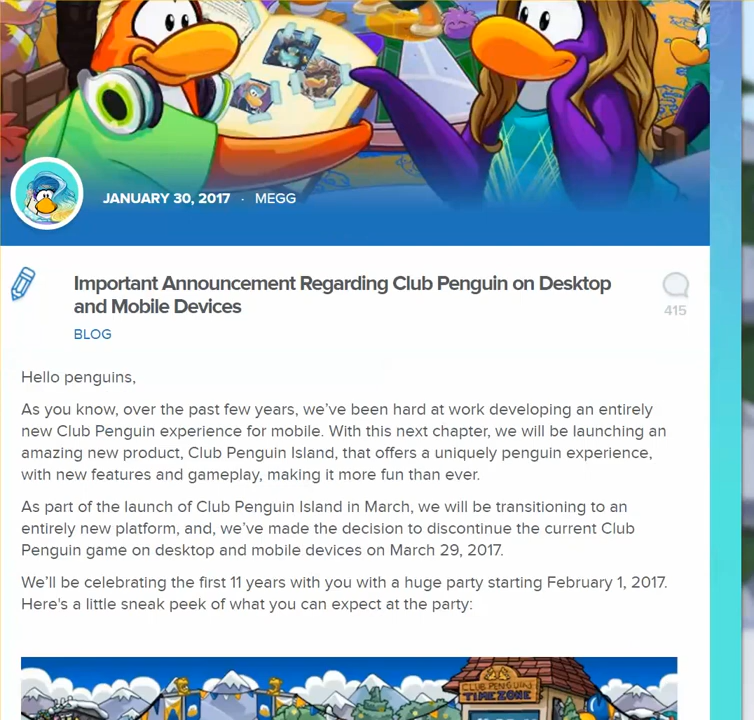 JANUARY 30, 2017 · MEGG
Important Announcement Regarding Club Penguin on Desktop
and Mobile Devices
415
BLOG
Hello penguins,
As you know, over the past few years, we’ve been hard at work developing an entirely
new Club Penguin experience for mobile. With this next chapter, we will be launching an
amazing new product, Club Penguin Island, that offers a uniquely penguin experience,
with new features and gameplay, making it more fun than ever.
As part of the launch of Club Penguin Island in March, we will be transitioning to an
entirely new platform, and, we’ve made the decision to discontinue the current Club
Penguin game on desktop and mobile devices on March 29, 2017.
We’ll be celebrating the first 11 years with you with a huge party starting February 1, 2017.
Here's a little sneak peek of what you can expect at the party:
CLUB PENGUIN
TIME ZONE